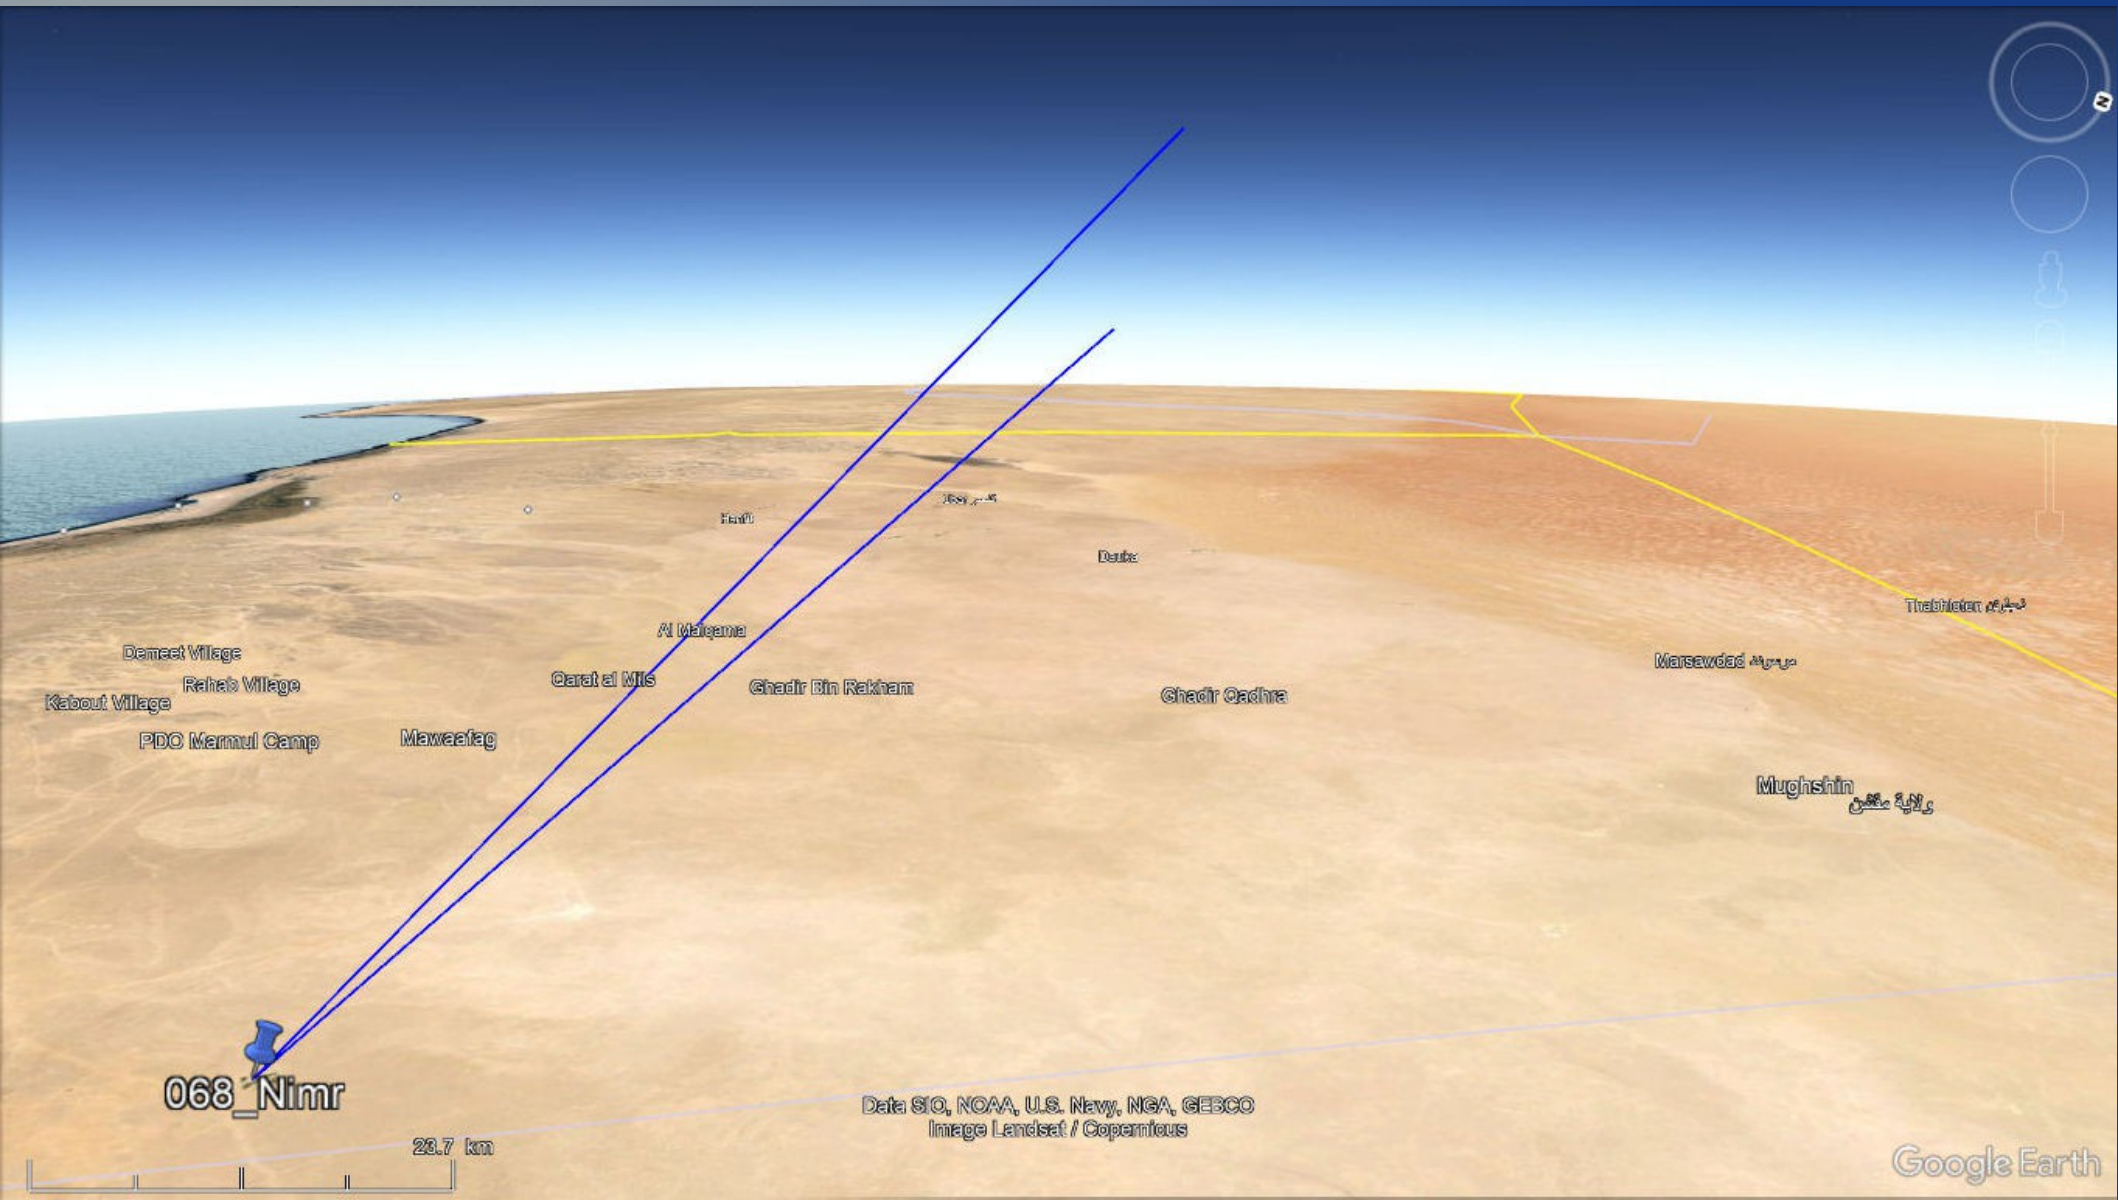 N
Hanfit
Dauka
Thabhloten
Al Maiqama
Demeet Village
Qarat al Mils
Marsawdad
Rahab Village
Ghadir Bin Rakham
Ghadir Qadhra
Kabout Village
PDO Marmul Camp
Mawaafag
Mughshin
ولاية مقشن
068_Nimr
Data SIO, NOAA, U.S. Navy, NGA, GEBCO
Image Landsat / Copernicus
23.7 km
Google Earth